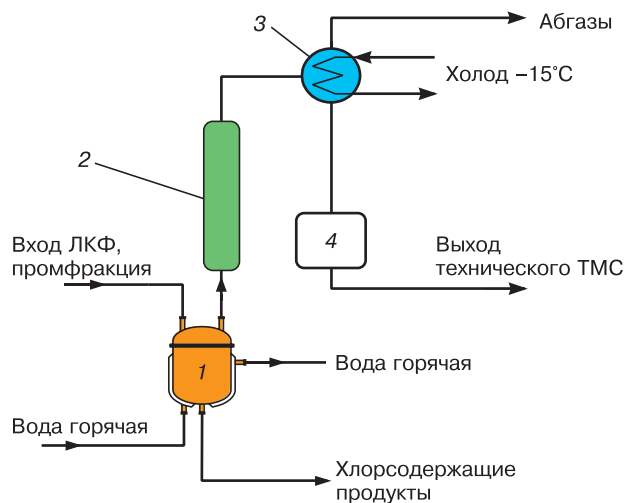 3
Абгазы
Холод –15°С
2
4
Вход ЛКФ,
промфракция
Выход
технического ТМС
1
Вода горячая
Вода горячая
Хлорсодержащие
продукты